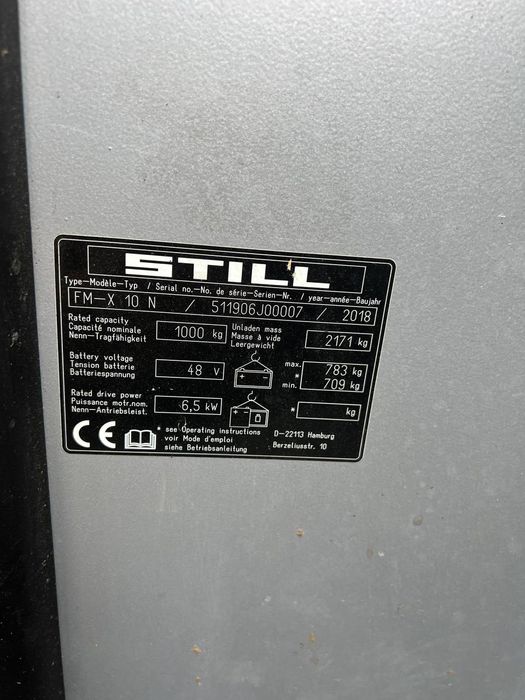 STILL
Type-Modèle-Typ / Serial no.-No. de série-Serien-Nr. / year-année-Baujahr
FM-X 10 N / 511906J00007 / 2018
Rated capacity
Capacité nominale
Nenn-Tragfähigkeit
1000 kg
Unladen mass
Masse à vide
Leergewicht
2171 kg
Battery voltage
Tension batterie
Batteriespannung
48 V
max. 783 kg
*
min. 709 kg
Rated drive power
Puissance motr.nom.
Nenn-Antriebsleist.
6,5 kW
* kg
CE
* see Operating instructions
voir Mode d'emploi
siehe Betriebsanleitung
D-22113 Hamburg
Berzeliusstr. 10